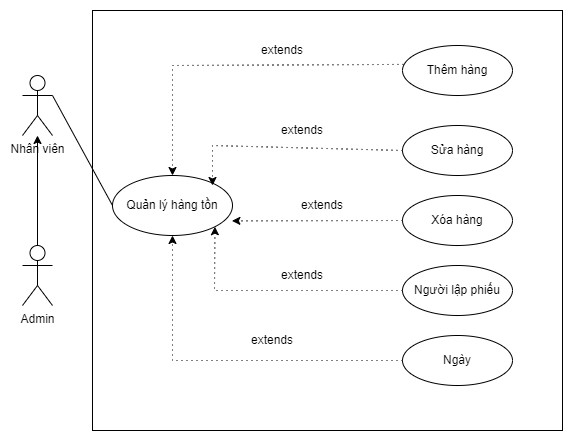 extends
Thêm hàng
extends
Sửa hàng
Nhân viên
Quản lý hàng tồn
extends
Xóa hàng
extends
Người lập phiếu
Admin
extends
Ngày